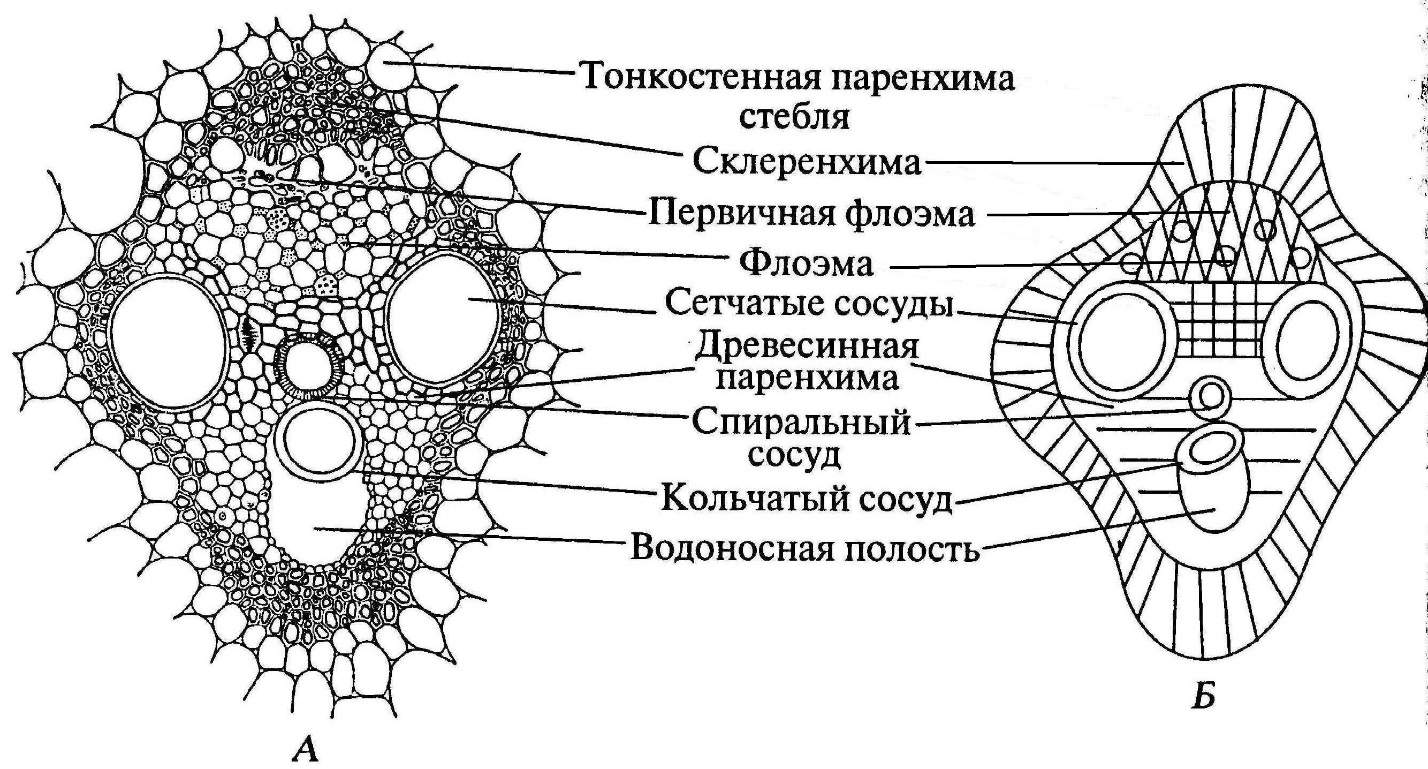 Тонкостенная паренхима
стебля
Склеренхима
Первичная флоэма
Флоэма
Сетчатые сосуды
Древесинная
паренхима
Спиральный
сосуд
Кольчатый сосуд
Водоносная полость
А
Б